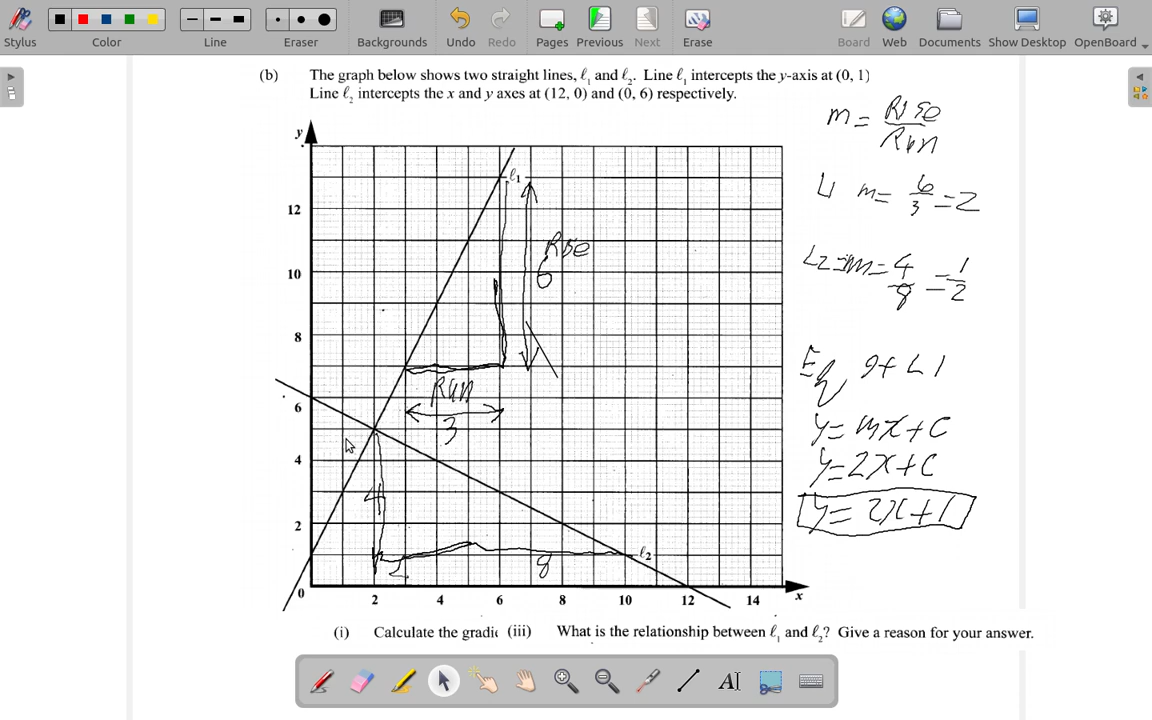 Stylus Color Line Eraser Backgrounds Undo Redo Pages Previous Next Erase Board Web Documents Show Desktop OpenBoard
(b) The graph below shows two straight lines, ℓ₁ and ℓ₂. Line ℓ₁ intercepts the y-axis at (0, 1)
Line ℓ₂ intercepts the x and y axes at (12, 0) and (0, 6) respectively.
m = Rise/Run
y
ℓ₁
L1 m = 6/3 = 2
12
Rise
6
10
L2 = m = 4/8 = 1/2
8
Run
3
Eq of L1
6
y = mx + c
4
y = 2x + c
4
y = 2x + 1
2
8
ℓ₂
0 2 4 6 8 10 12 14 x
(i) Calculate the gradi (iii) What is the relationship between ℓ₁ and ℓ₂? Give a reason for your answer.
AI